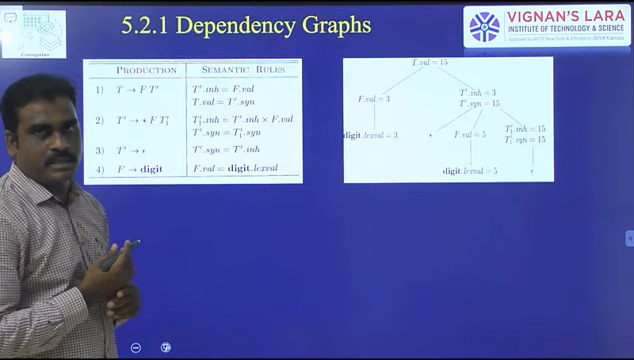 5.2.1 Dependency Graphs
VIGNAN'S LARA
INSTITUTE OF TECHNOLOGY & SCIENCE
Computer
PRODUCTION SEMANTIC RULES
1) T → F T' T'.inh = F.val
T.val = T'.syn
2) T' → * F T'₁ T'₁.inh = T'.inh × F.val
T'.syn = T'₁.syn
3) T' → ϵ T'.syn = T'.inh
4) F → digit F.val = digit.lexval
T.val = 15
F.val = 3 T'.inh = 3
T'.syn = 15
digit.lexval = 3 * F.val = 5 T'₁.inh = 15
T'₁.syn = 15
digit.lexval = 5 ϵ